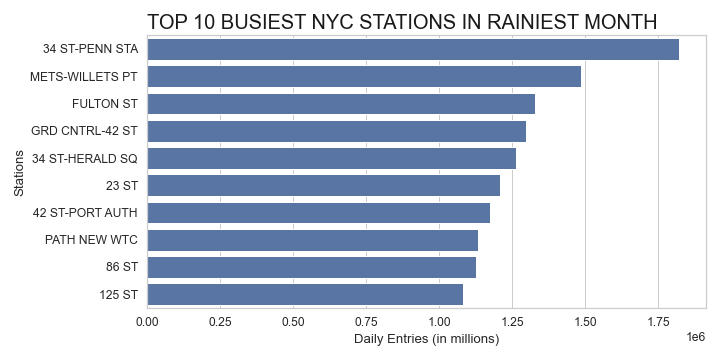 TOP 10 BUSIEST NYC STATIONS IN RAINIEST MONTH
34 ST-PENN STA
METS-WILLETS PT
FULTON ST
GRD CNTRL-42 ST
34 ST-HERALD SQ
23 ST
42 ST-PORT AUTH
PATH NEW WTC
86 ST
125 ST
Stations
0.00 0.25 0.50 0.75 1.00 1.25 1.50 1.75
1e6
Daily Entries (in millions)